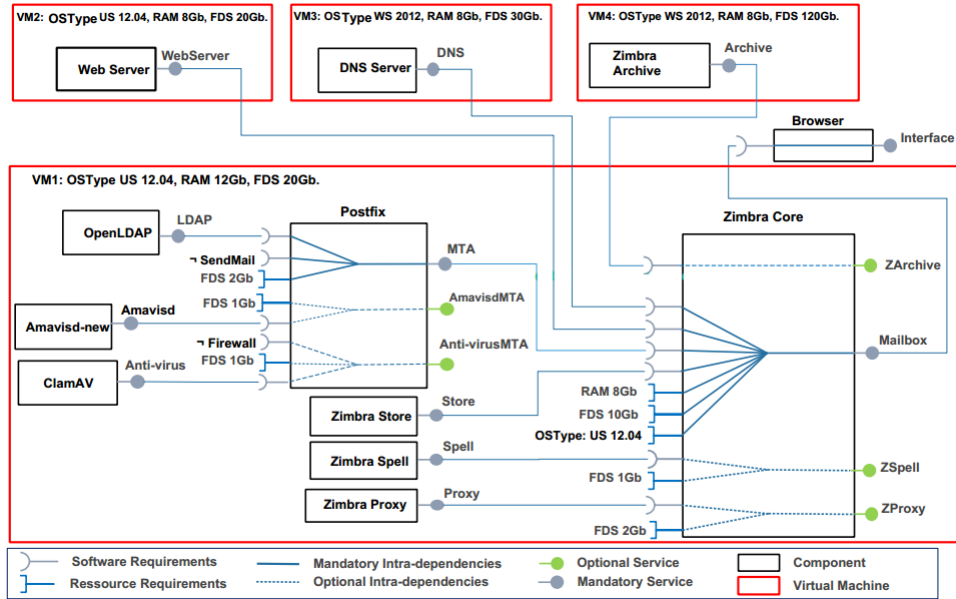 VM2: OSType US 12.04, RAM 8Gb, FDS 20Gb.
Web Server
WebServer
VM3: OSType WS 2012, RAM 8Gb, FDS 30Gb.
DNS Server
DNS
VM4: OSType WS 2012, RAM 8Gb, FDS 120Gb.
Zimbra
Archive
Archive
Browser
Interface
VM1: OSType US 12.04, RAM 12Gb, FDS 20Gb.
OpenLDAP
LDAP
Postfix
¬ SendMail
FDS 2Gb
MTA
FDS 1Gb
Amavisd-new
Amavisd
AmavisdMTA
¬ Firewall
FDS 1Gb
ClamAV
Anti-virus
Anti-virusMTA
Zimbra Core
ZArchive
Mailbox
Zimbra Store
Store
RAM 8Gb
FDS 10Gb
OSType: US 12.04
Zimbra Spell
Spell
FDS 1Gb
ZSpell
Zimbra Proxy
Proxy
FDS 2Gb
ZProxy
Software Requirements
Mandatory Intra-dependencies
Optional Service
Component
Ressource Requirements
Optional Intra-dependencies
Mandatory Service
Virtual Machine